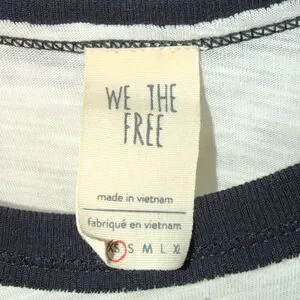 WE THE
FREE
made in vietnam
fabriqué en vietnam
XS S M L XL